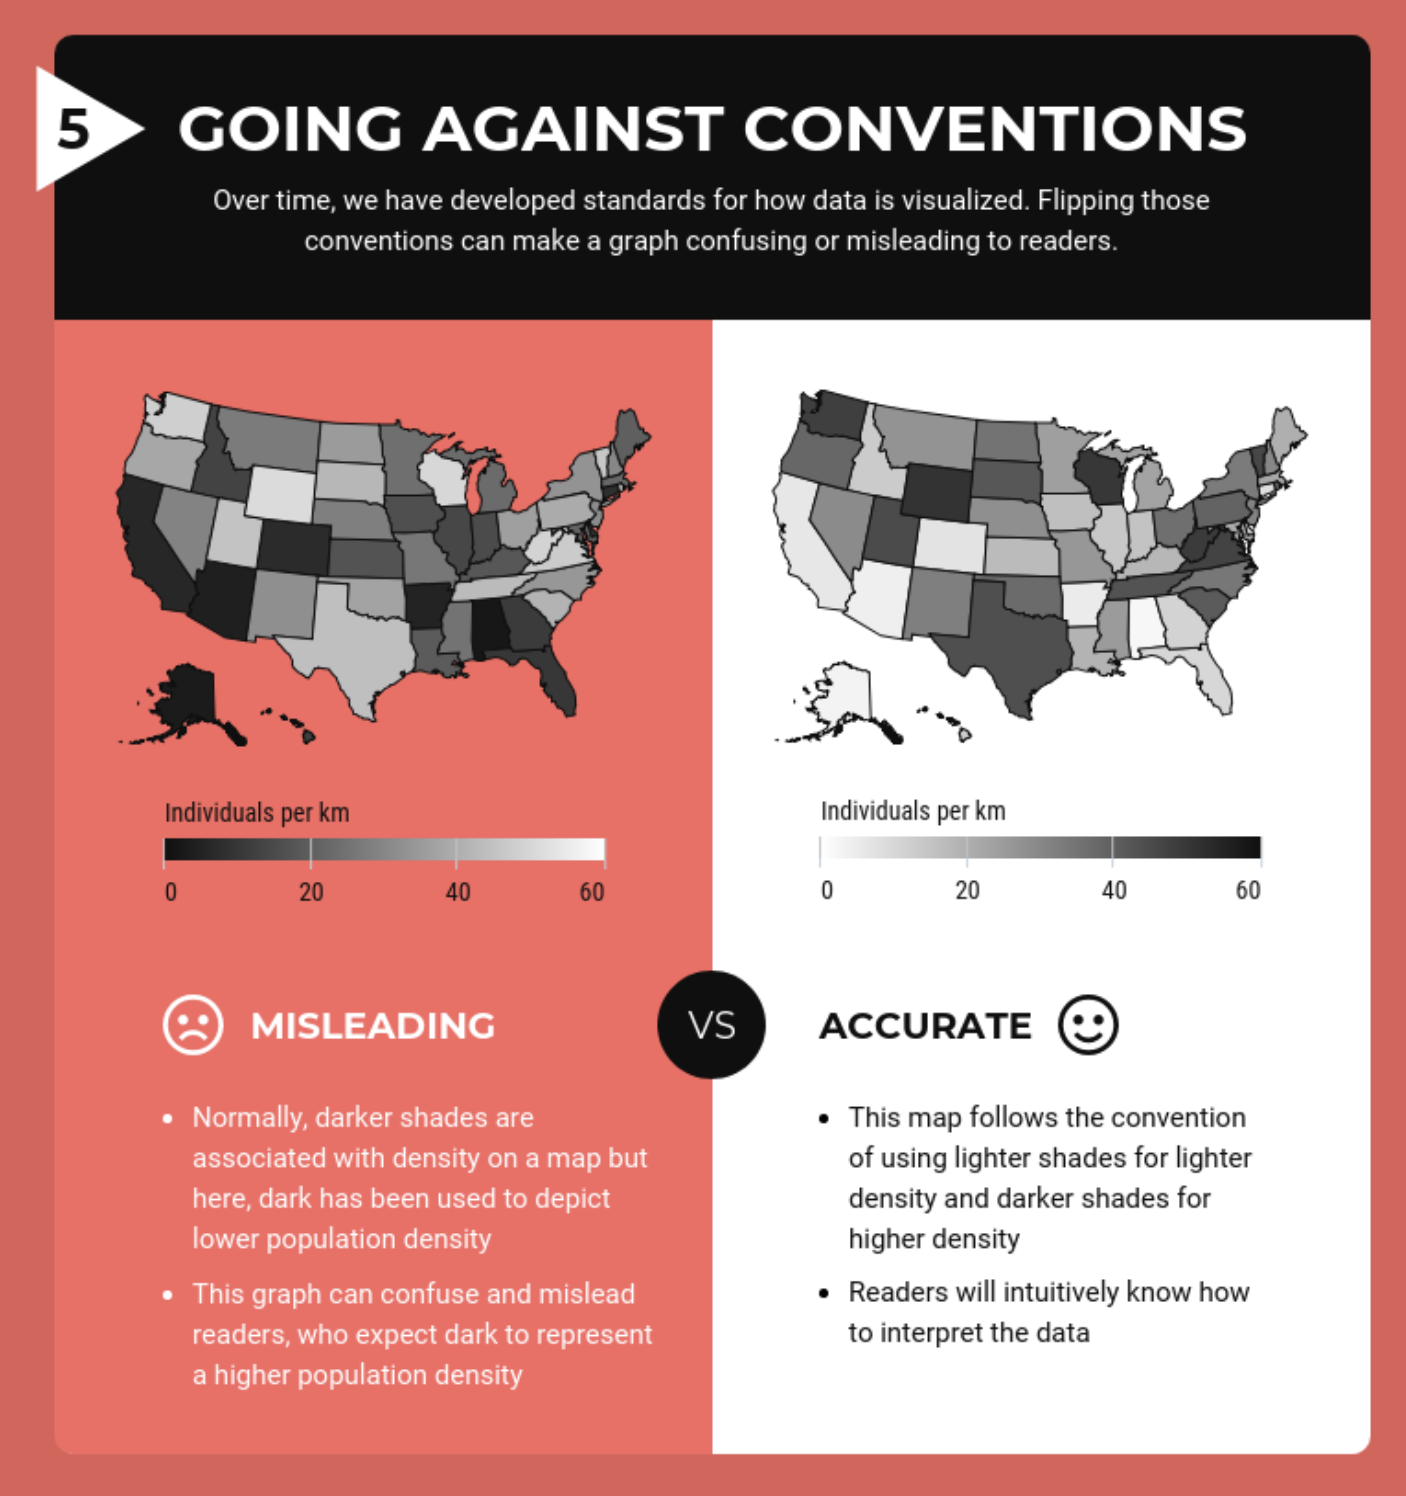 5
GOING AGAINST CONVENTIONS
Over time, we have developed standards for how data is visualized. Flipping those
conventions can make a graph confusing or misleading to readers.
Individuals per km
0 20 40 60
Individuals per km
0 20 40 60
MISLEADING
VS
ACCURATE
• Normally, darker shades are
associated with density on a map but
here, dark has been used to depict
lower population density
• This graph can confuse and mislead
readers, who expect dark to represent
a higher population density
• This map follows the convention
of using lighter shades for lighter
density and darker shades for
higher density
• Readers will intuitively know how
to interpret the data